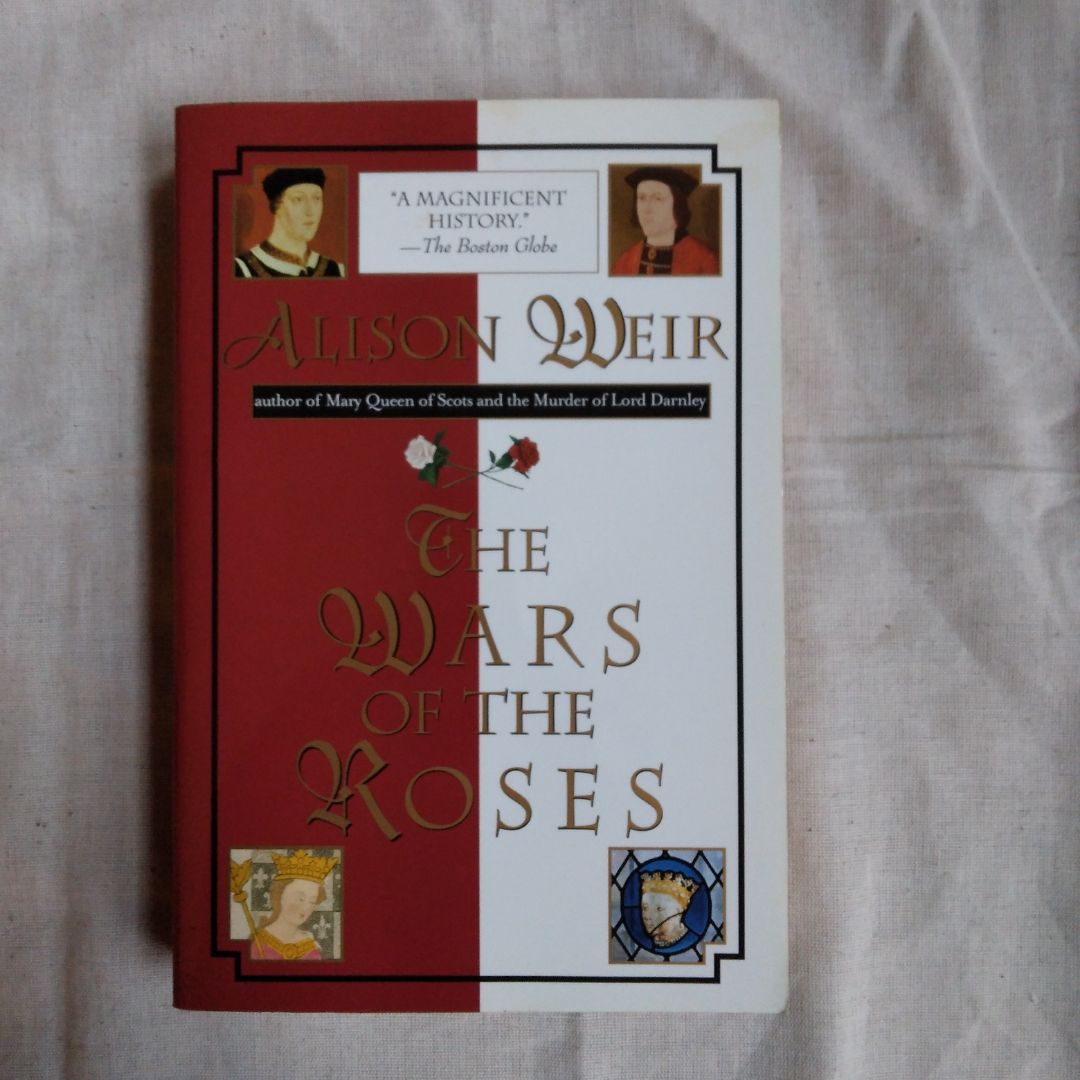 “A MAGNIFICENT
HISTORY.”
—The Boston Globe
ALISON WEIR
author of Mary Queen of Scots and the Murder of Lord Darnley
THE
WARS
OF THE
ROSES